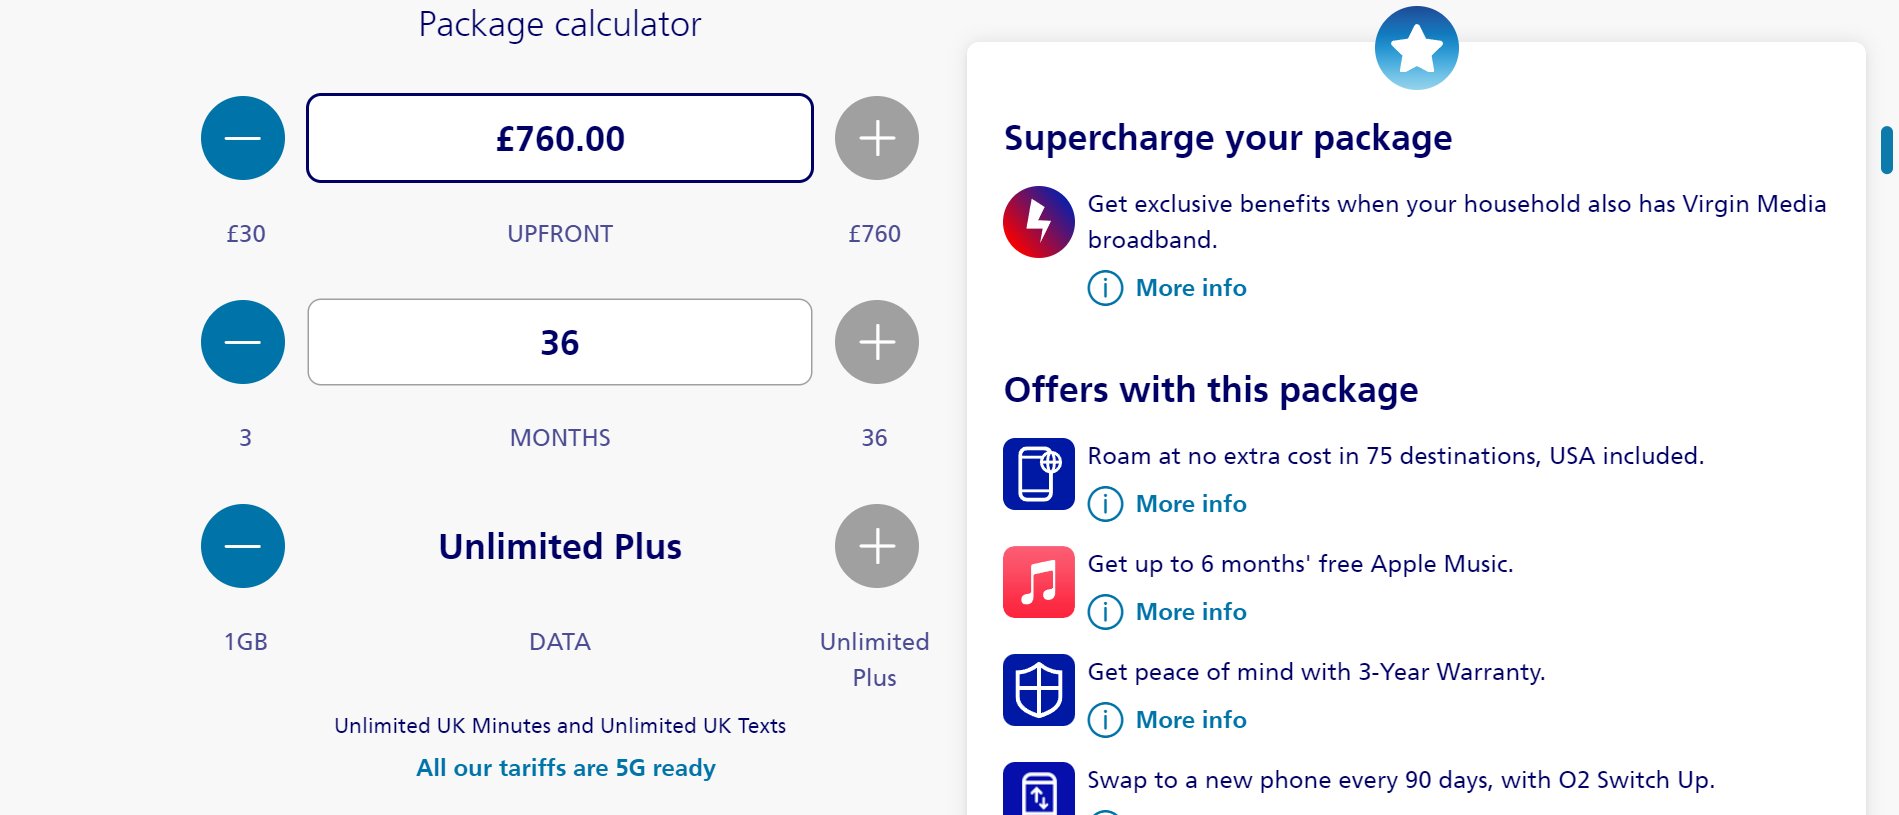 Package calculator
£760.00
£30
UPFRONT
£760
36
3
MONTHS
36
Unlimited Plus
1GB
DATA
Unlimited
Plus
Unlimited UK Minutes and Unlimited UK Texts
All our tariffs are 5G ready
Supercharge your package
Get exclusive benefits when your household also has Virgin Media
broadband.
More info
Offers with this package
Roam at no extra cost in 75 destinations, USA included.
More info
Get up to 6 months' free Apple Music.
More info
Get peace of mind with 3-Year Warranty.
More info
Swap to a new phone every 90 days, with O2 Switch Up.